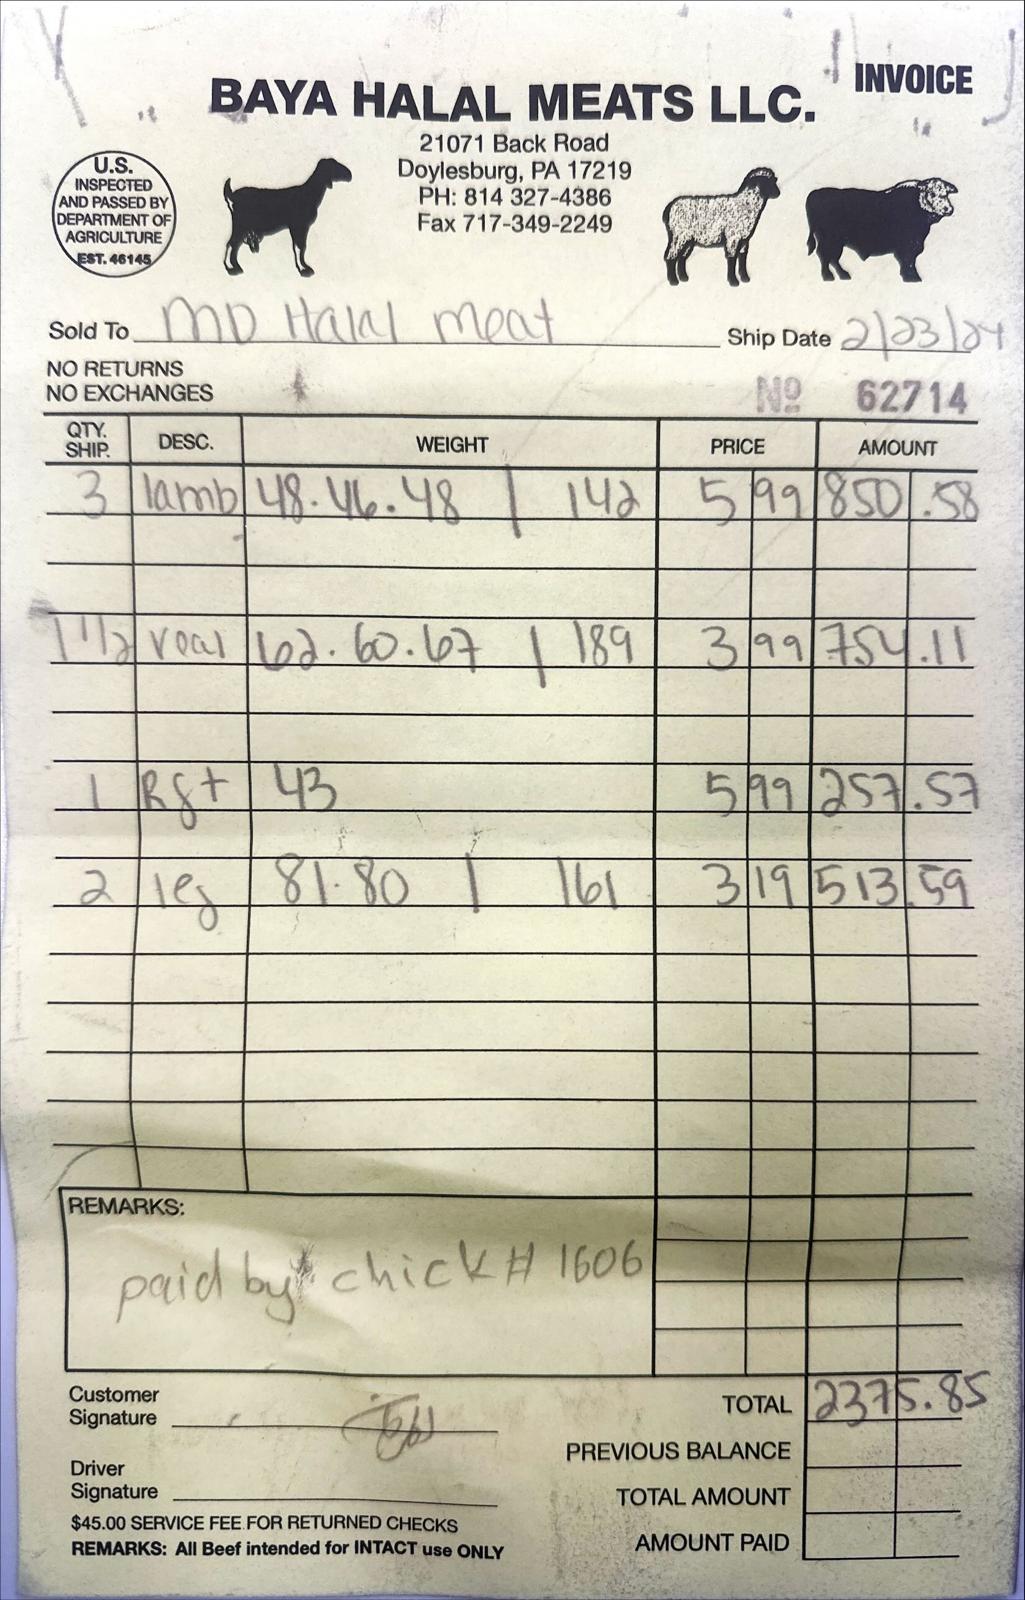 INVOICE
BAYA HALAL MEATS LLC.
21071 Back Road
Doylesburg, PA 17219
PH: 814 327-4386
Fax 717-349-2249
U.S.
INSPECTED
AND PASSED BY
DEPARTMENT OF
AGRICULTURE
EST. 46145
Sold To MD Halal meat Ship Date 2/23/24
NO RETURNS
NO EXCHANGES
No 62714
QTY. SHIP. DESC. WEIGHT PRICE AMOUNT
3 lamb 48.46.48 | 142 5 99 850.58
1 1/2 veal 62.60.67 | 189 3 99 754.11
1 Rgt 43 5 99 257.57
2 leg 81.80 | 161 3 19 513.59
REMARKS:
paid by chick # 1606
Customer
Signature
TOTAL 2375.85
PREVIOUS BALANCE
Driver
Signature
TOTAL AMOUNT
$45.00 SERVICE FEE FOR RETURNED CHECKS
AMOUNT PAID
REMARKS: All Beef intended for INTACT use ONLY